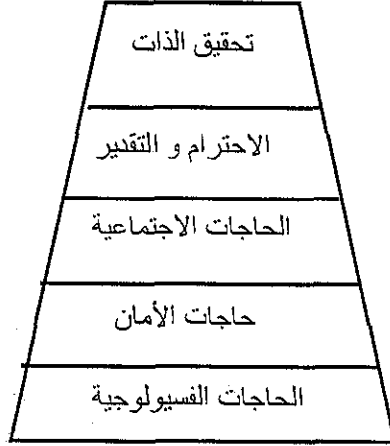 تحقيق الذات
الاحترام و التقدير
الحاجات الاجتماعية
حاجات الأمان
الحاجات الفسيولوجية